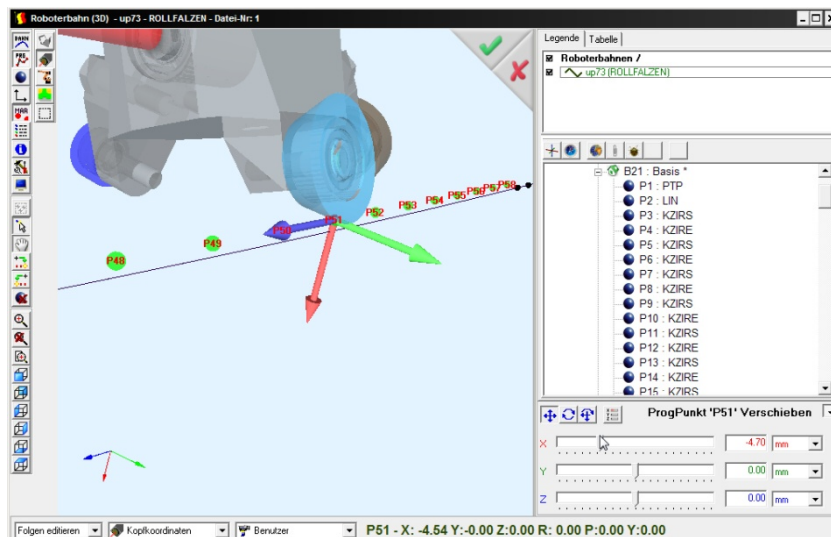 Roboterbahn (3D) - up73 - ROLLFALZEN - Datei-Nr: 1
BAHN
MAR
P48
P49
P50
P51
P52
P53
P54
P55
P56
P57
P58
Legende
Tabelle
Roboterbahnen /
up73 (ROLLFALZEN)
B21 : Basis *
P1 : PTP
P2 : LIN
P3 : KZIRS
P4 : KZIRE
P5 : KZIRS
P6 : KZIRE
P7 : KZIRS
P8 : KZIRE
P9 : KZIRS
P10 : KZIRE
P11 : KZIRS
P12 : KZIRE
P13 : KZIRS
P14 : KZIRE
P15 : KZIRS
ProgPunkt 'P51' Verschieben
X -4.70 mm
Y 0.00 mm
Z 0.00 mm
Folgen editieren
Kopfkoordinaten
Benutzer
P51 - X: -4.54 Y:-0.00 Z:0.00 R: 0.00 P:0.00 Y:0.00